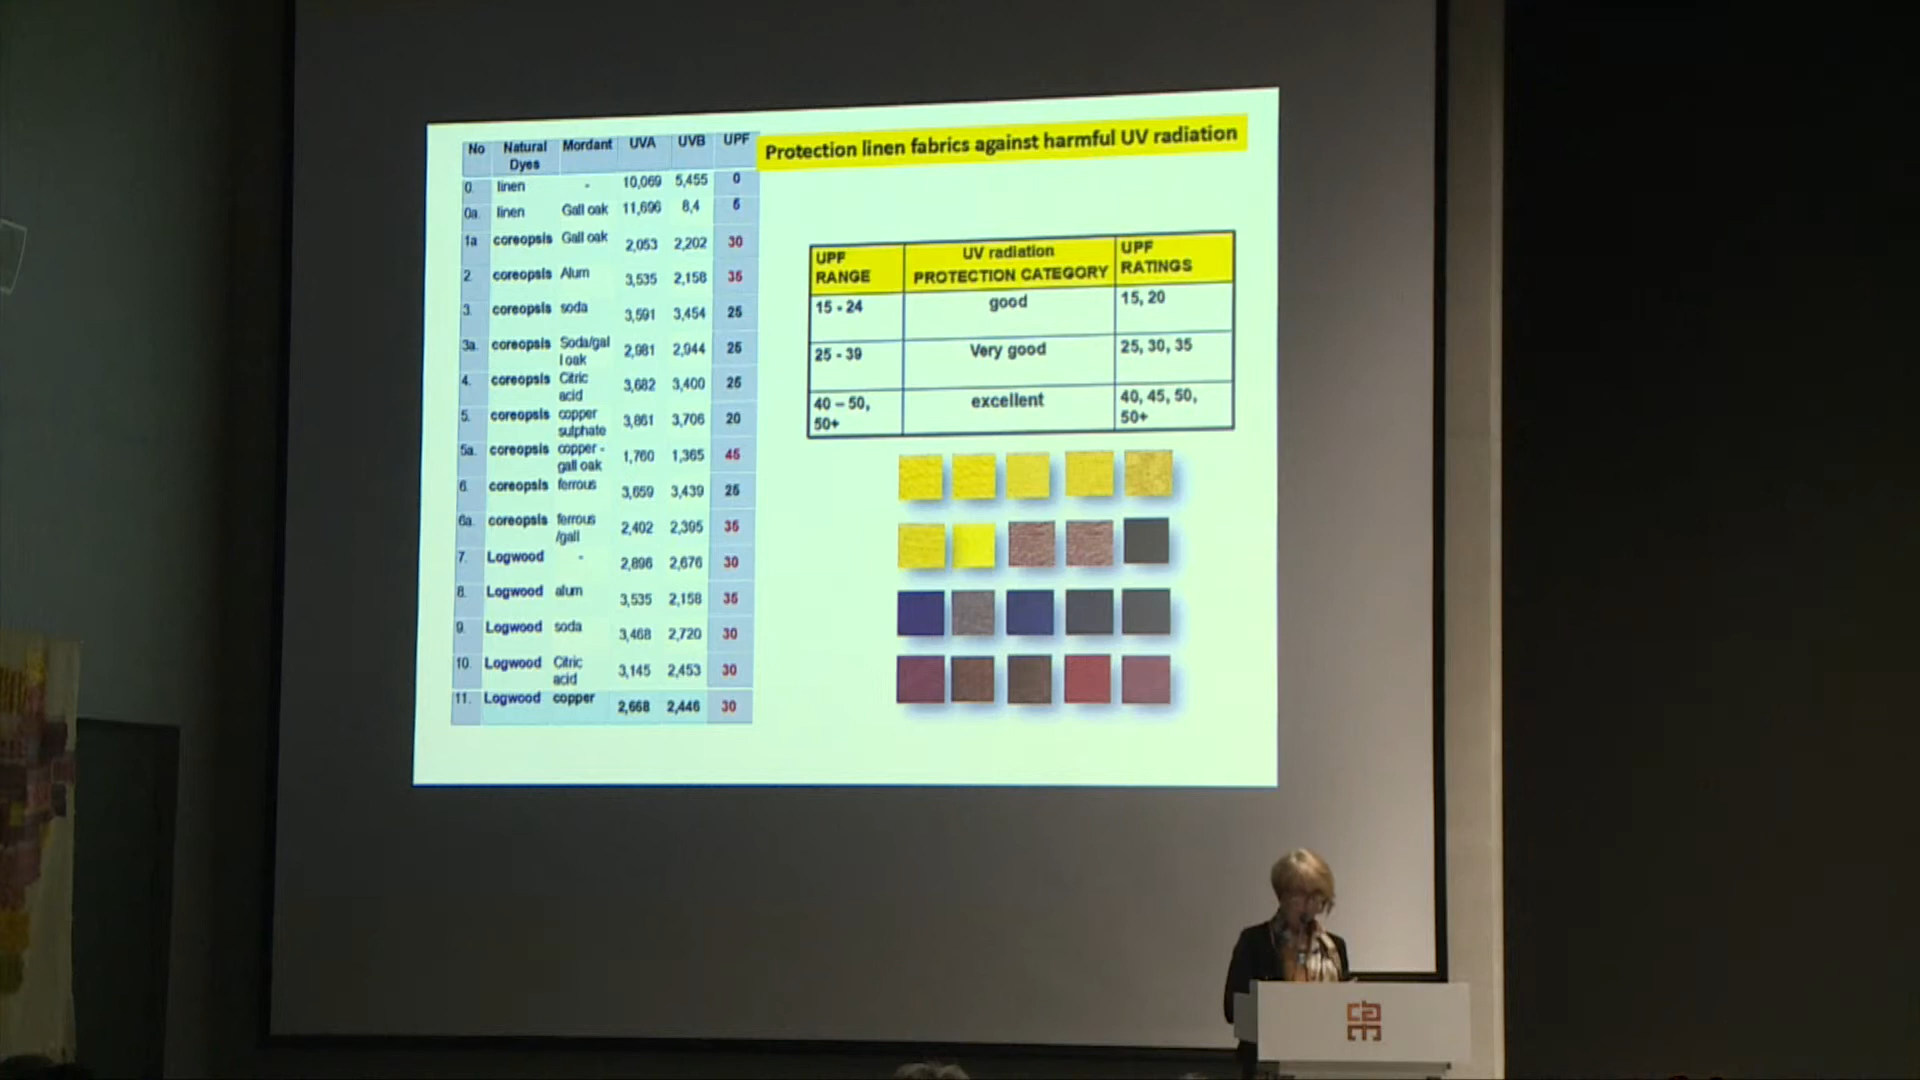 Protection linen fabrics against harmful UV radiation
No Natural Dyes Mordant UVA UVB UPF
0. linen - 10,069 5,455 0
0a. linen Gall oak 11,696 8,4 5
1a coreopsis Gall oak 2,053 2,202 30
2. coreopsis Alum 3,535 2,158 35
3. coreopsis soda 3,591 3,454 25
3a. coreopsis Soda/gal l oak 2,981 2,944 25
4. coreopsis Citric acid 3,682 3,400 25
5. coreopsis copper sulphate 3,861 3,706 20
5a. coreopsis copper - gall oak 1,760 1,365 45
6. coreopsis ferrous 3,659 3,439 25
6a. coreopsis ferrous /gall 2,402 2,395 35
7. Logwood - 2,896 2,676 30
8. Logwood alum 3,535 2,158 35
9. Logwood soda 3,468 2,720 30
10. Logwood Citric acid 3,145 2,453 30
11. Logwood copper 2,668 2,446 30
UPF RANGE UV radiation PROTECTION CATEGORY UPF RATINGS
15 - 24 good 15, 20
25 - 39 Very good 25, 30, 35
40 – 50, 50+ excellent 40, 45, 50, 50+